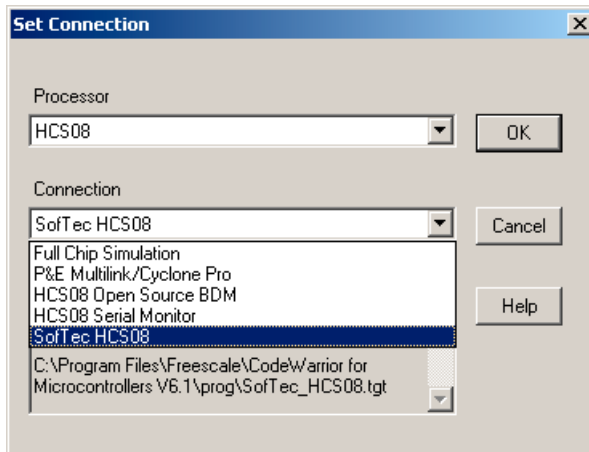 Set Connection
Processor
HCS08
OK
Connection
SofTec HCS08
Cancel
Full Chip Simulation
P&E Multilink/Cyclone Pro
HCS08 Open Source BDM
HCS08 Serial Monitor
SofTec HCS08
Help
C:\Program Files\Freescale\CodeWarrior for
Microcontrollers V6.1\prog\SofTec_HCS08.tgt